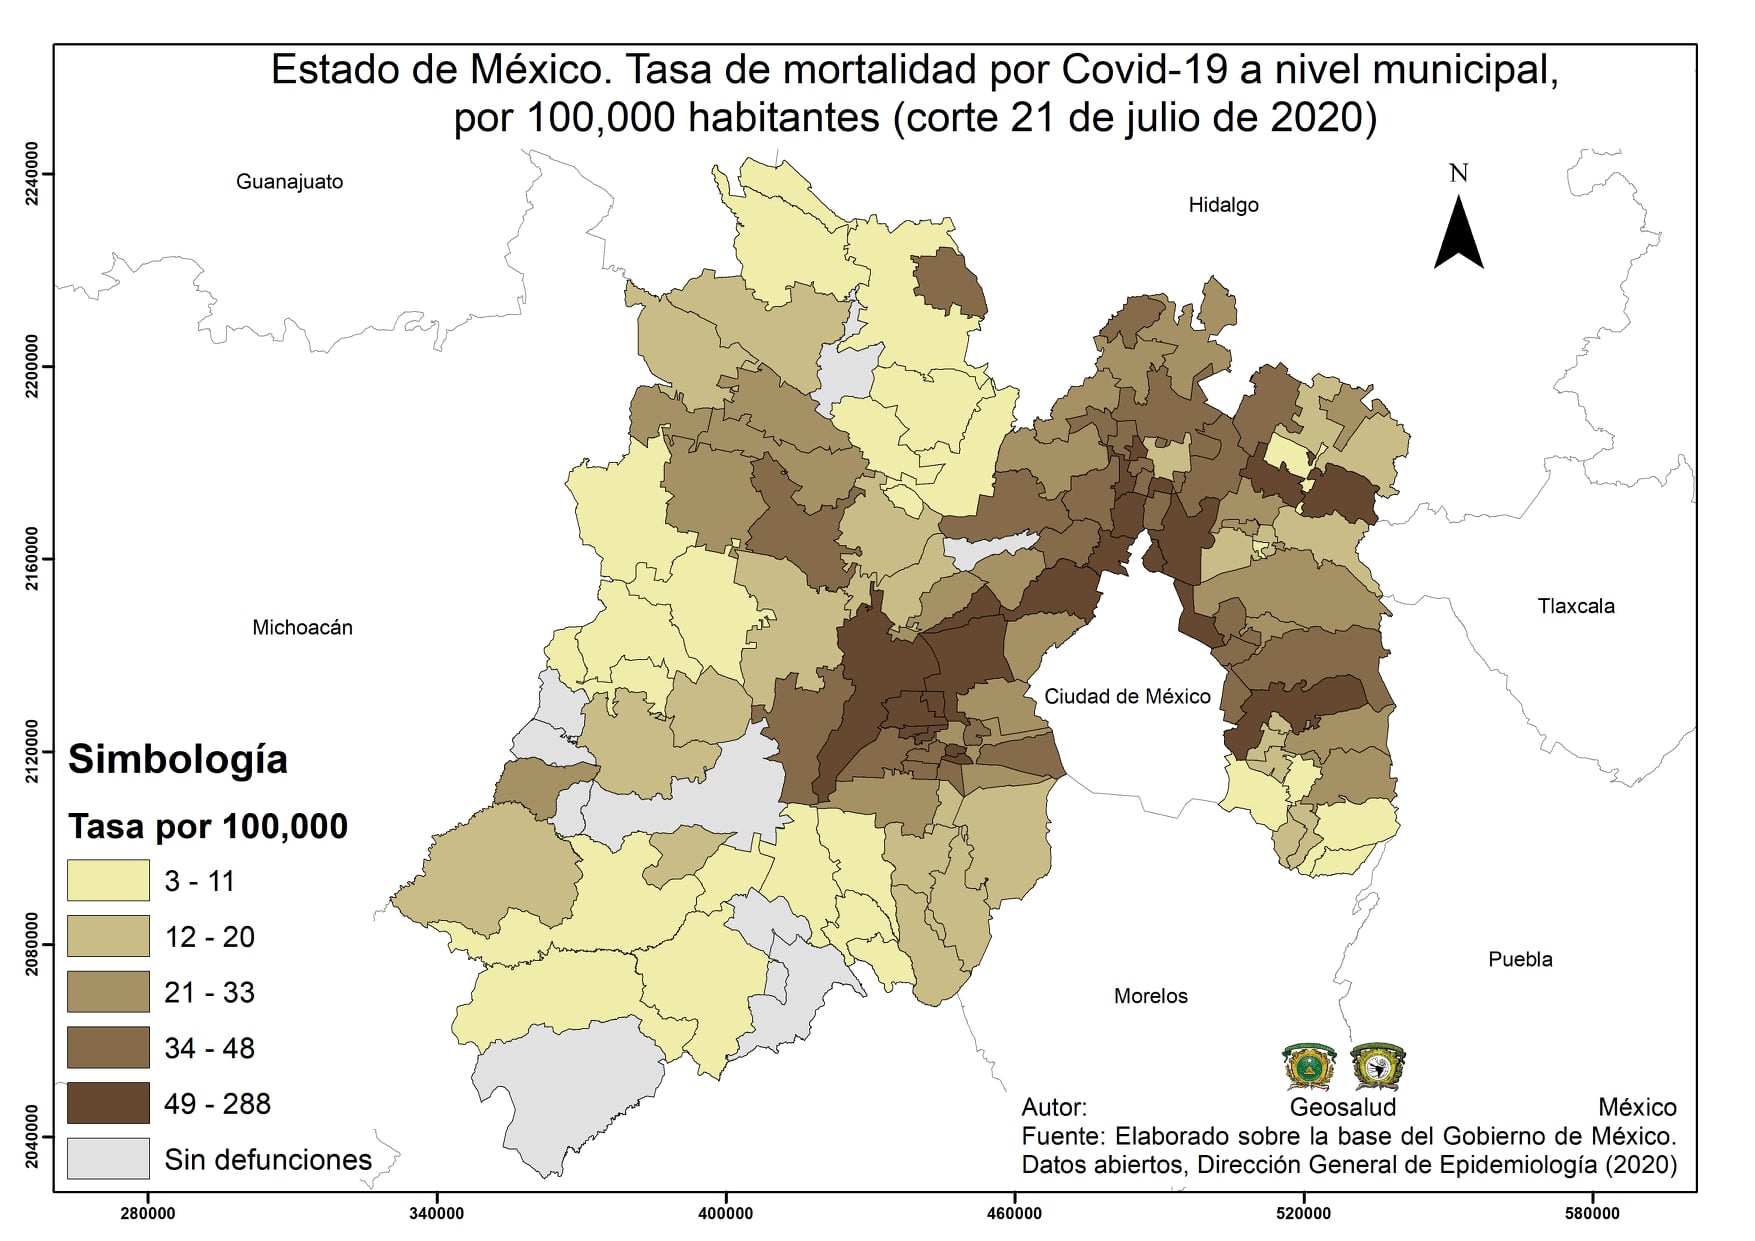 Estado de México. Tasa de mortalidad por Covid-19 a nivel municipal,
por 100,000 habitantes (corte 21 de julio de 2020)
2240000
2200000
2160000
2120000
2080000
2040000
Guanajuato
Hidalgo
N
Michoacán
Tlaxcala
Ciudad de México
Puebla
Morelos
Simbología
Tasa por 100,000
3 - 11
12 - 20
21 - 33
34 - 48
49 - 288
Sin defunciones
Autor: Geosalud México
Fuente: Elaborado sobre la base del Gobierno de México.
Datos abiertos, Dirección General de Epidemiología (2020)
280000 340000 400000 460000 520000 580000